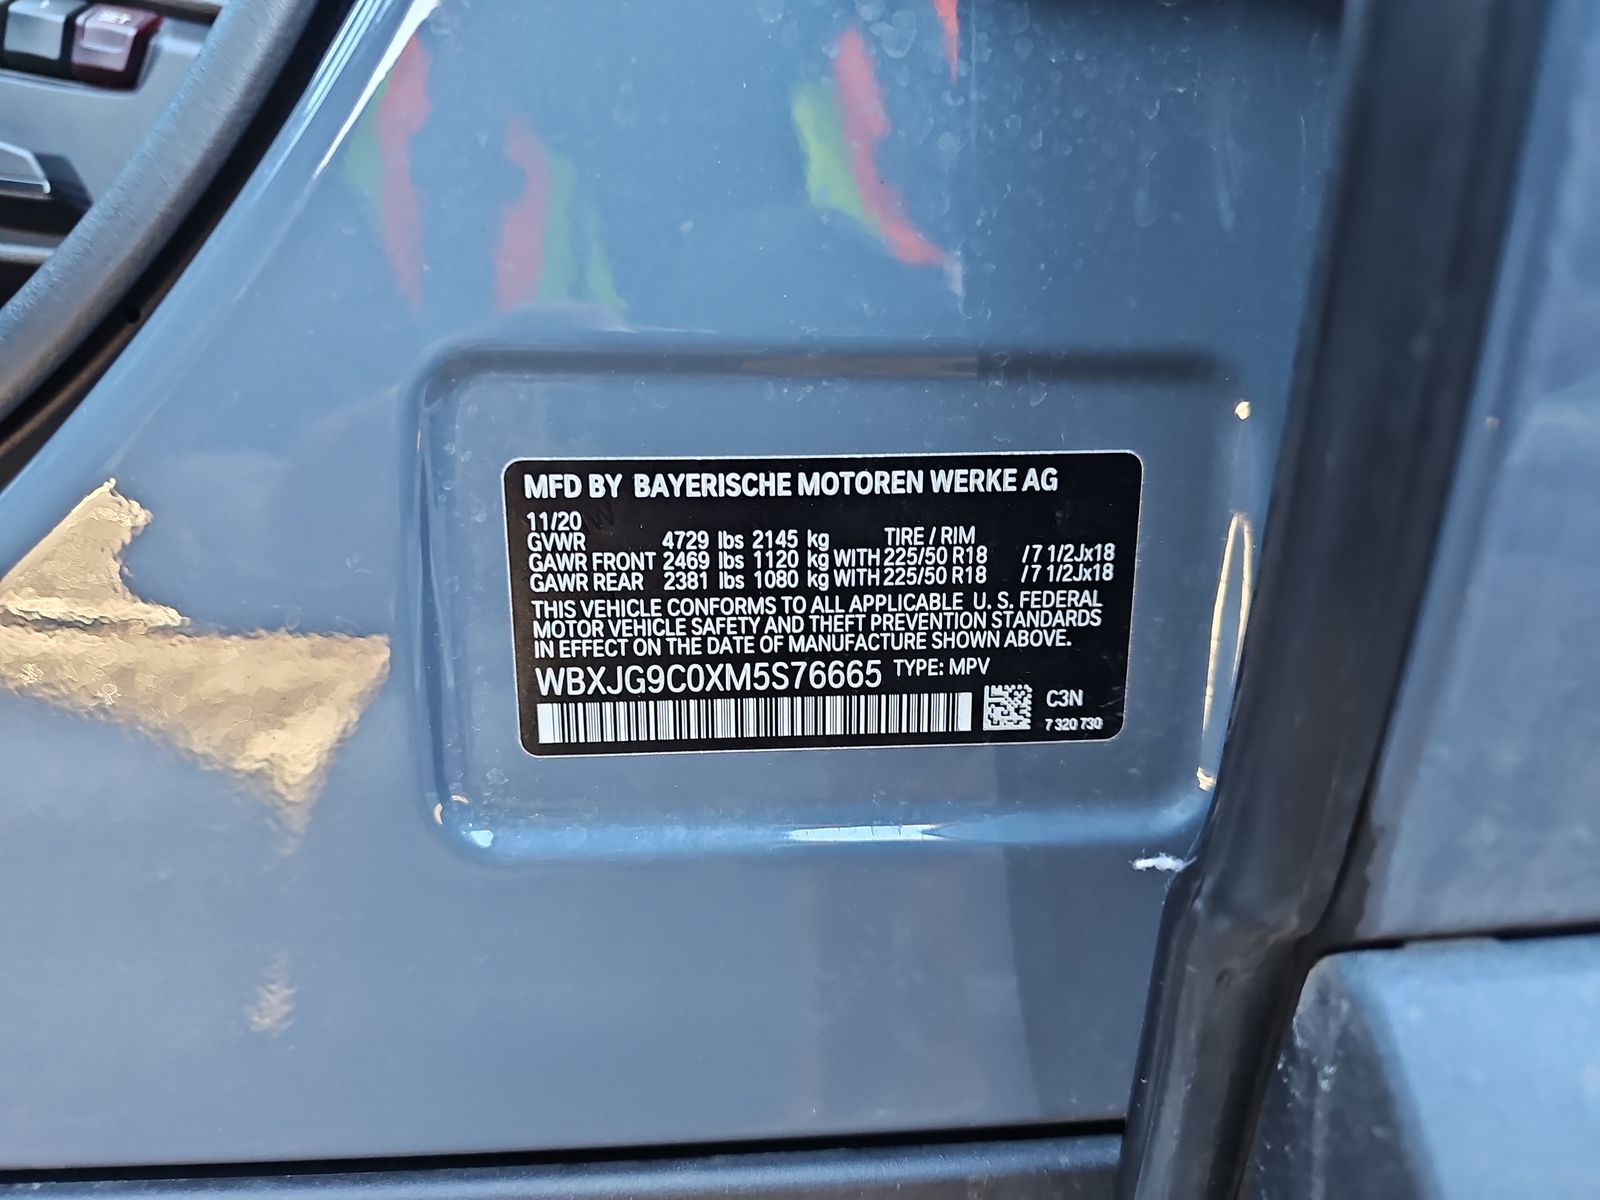 MFD BY BAYERISCHE MOTOREN WERKE AG
11/20
GVWR 4729 lbs 2145 kg TIRE / RIM
GAWR FRONT 2469 lbs 1120 kg WITH 225/50 R18 /7 1/2Jx18
GAWR REAR 2381 lbs 1080 kg WITH 225/50 R18 /7 1/2Jx18
THIS VEHICLE CONFORMS TO ALL APPLICABLE U. S. FEDERAL
MOTOR VEHICLE SAFETY AND THEFT PREVENTION STANDARDS
IN EFFECT ON THE DATE OF MANUFACTURE SHOWN ABOVE.
WBXJG9C0XM5S76665 TYPE: MPV
C3N
7 320 730